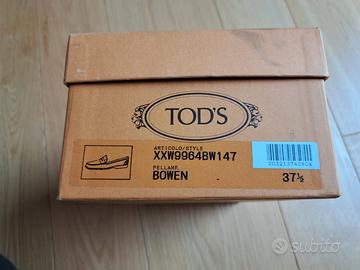 TOD'S
ARTICOLO/STYLE
XXW9964BW147
PELLAME
BOWEN
37½
subito